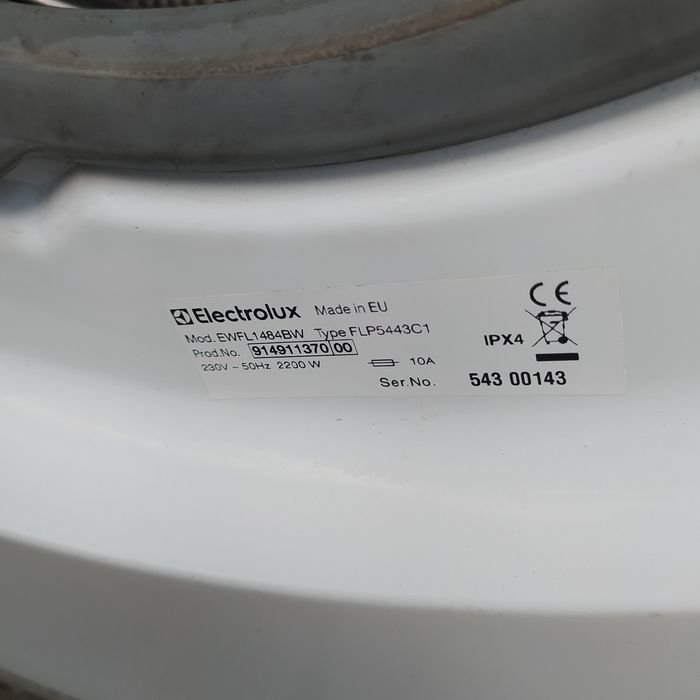 Electrolux Made in EU
Mod. EWFL1484BW Type FLP5443C1
Prod.No. 914911370 00
230V ~ 50Hz 2200 W 10A
IPX4
Ser.No. 543 00143
CE